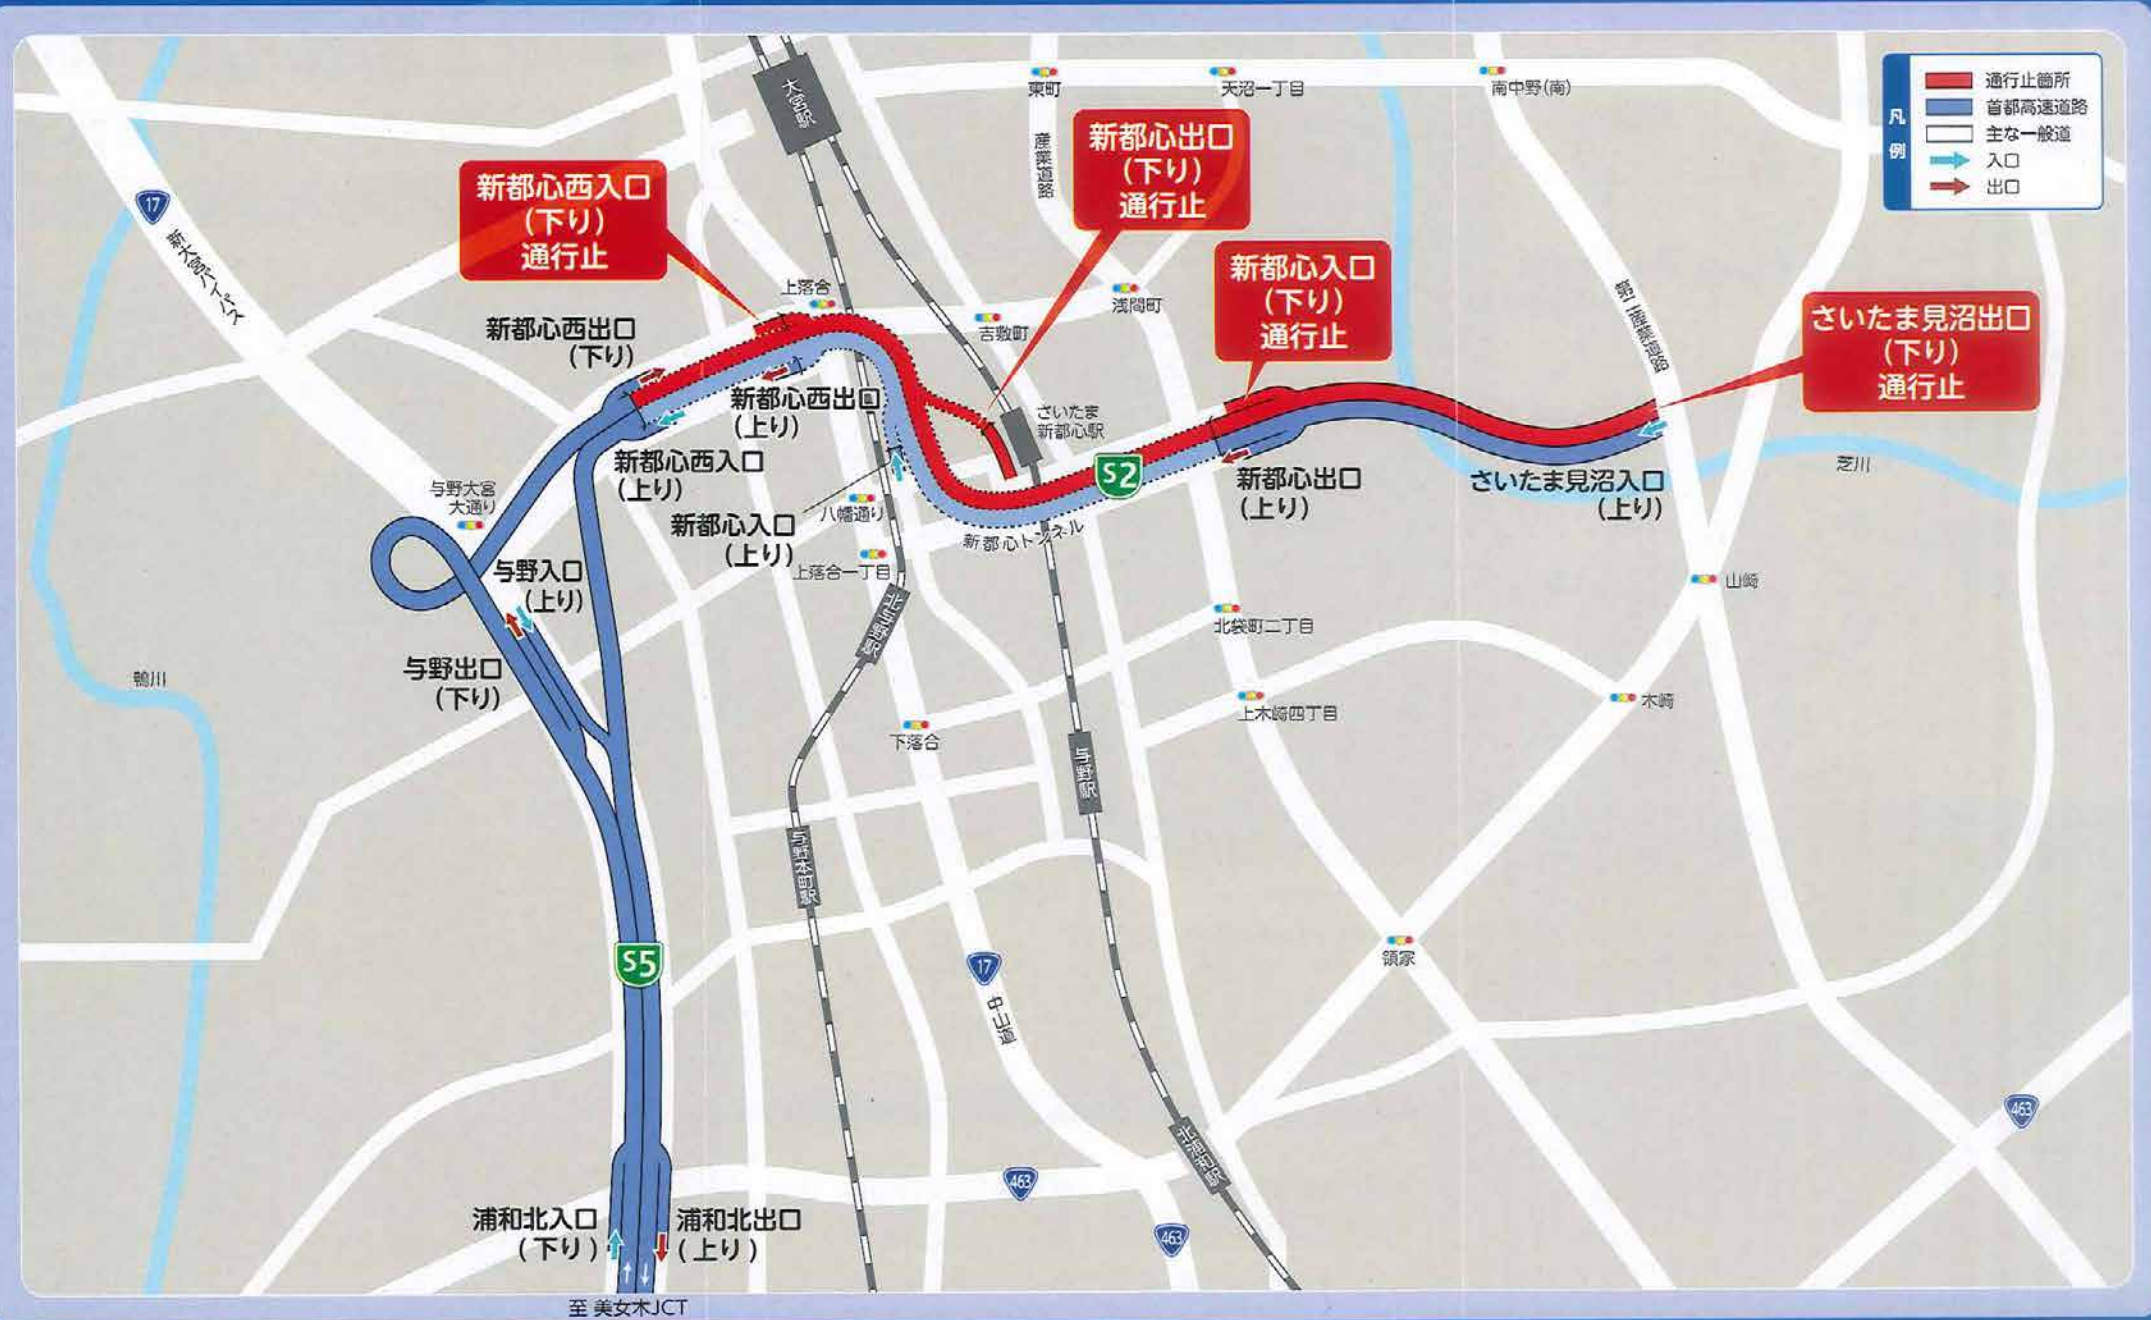 大宮駅
東町
天沼一丁目
南中野(南)
凡例
通行止箇所
首都高速道路
主な一般道
入口
出口
産業道路
新都心出口
(下り)
通行止
新都心西入口
(下り)
通行止
17
新大宮バイパス
上落合
浅間町
吉敷町
新都心入口
(下り)
通行止
第二産業道路
さいたま見沼出口
(下り)
通行止
新都心西出口
(下り)
新都心西出口
(上り)
さいたま
新都心駅
S2
新都心西入口
(上り)
新都心出口
(上り)
さいたま見沼入口
(上り)
芝川
与野大宮
大通り
新都心入口
(上り)
八幡通り
新都心トンネル
上落合一丁目
与野入口
(上り)
北与野駅
山崎
北袋町二丁目
与野出口
(下り)
鴨川
木崎
上木崎四丁目
下落合
与野駅
与野本町駅
S5
領家
17
中山道
463
北浦和駅
463
463
浦和北入口
(下り)
浦和北出口
(上り)
至 美女木JCT